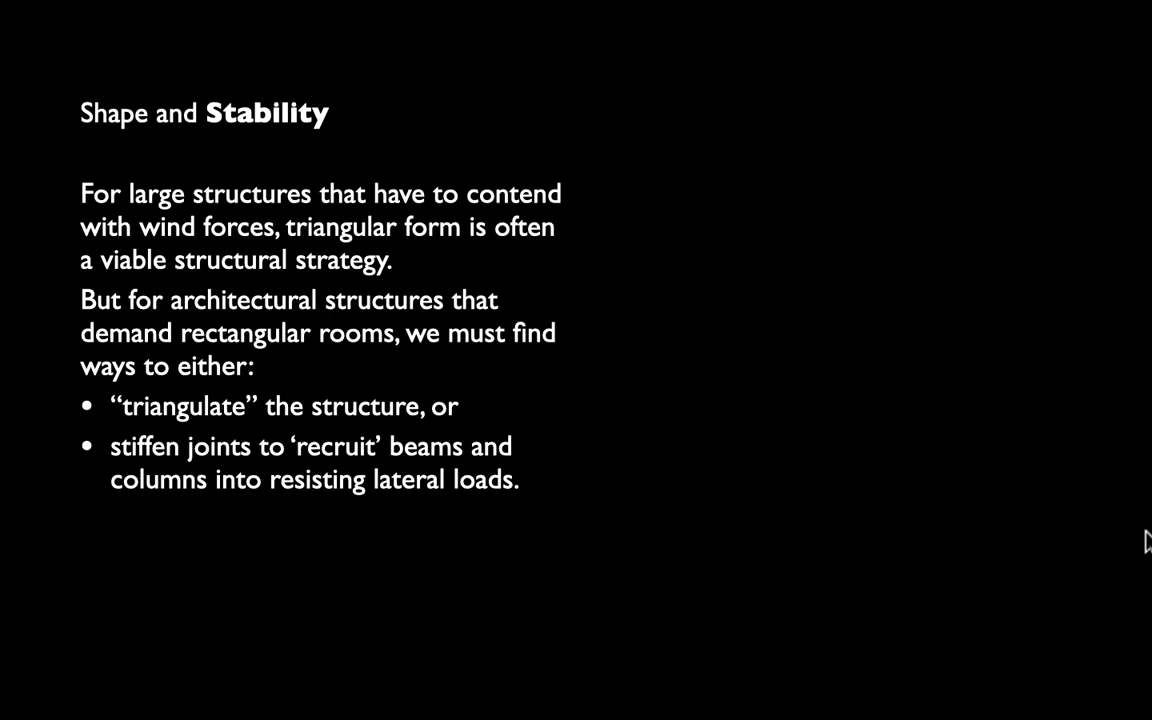 Shape and Stability
For large structures that have to contend
with wind forces, triangular form is often
a viable structural strategy.
But for architectural structures that
demand rectangular rooms, we must find
ways to either:
• “triangulate” the structure, or
• stiffen joints to ‘recruit’ beams and
columns into resisting lateral loads.